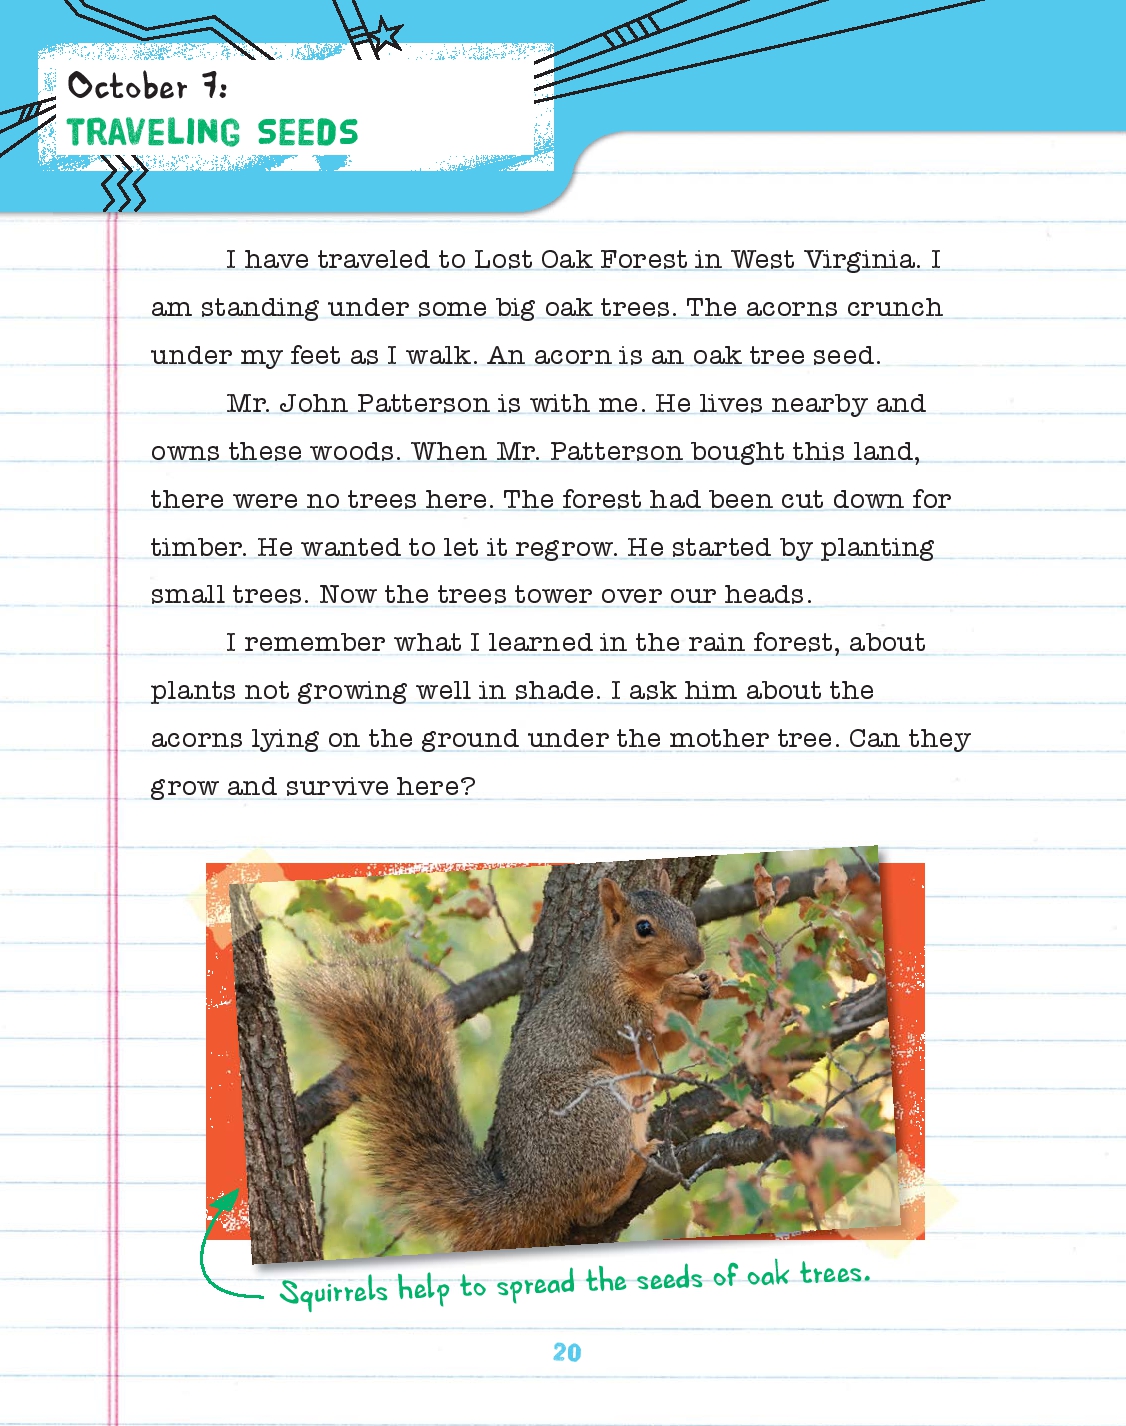 October 7:
TRAVELING SEEDS
I have traveled to Lost Oak Forest in West Virginia. I
am standing under some big oak trees. The acorns crunch
under my feet as I walk. An acorn is an oak tree seed.
Mr. John Patterson is with me. He lives nearby and
owns these woods. When Mr. Patterson bought this land,
there were no trees here. The forest had been cut down for
timber. He wanted to let it regrow. He started by planting
small trees. Now the trees tower over our heads.
I remember what I learned in the rain forest, about
plants not growing well in shade. I ask him about the
acorns lying on the ground under the mother tree. Can they
grow and survive here?
Squirrels help to spread the seeds of oak trees.
20